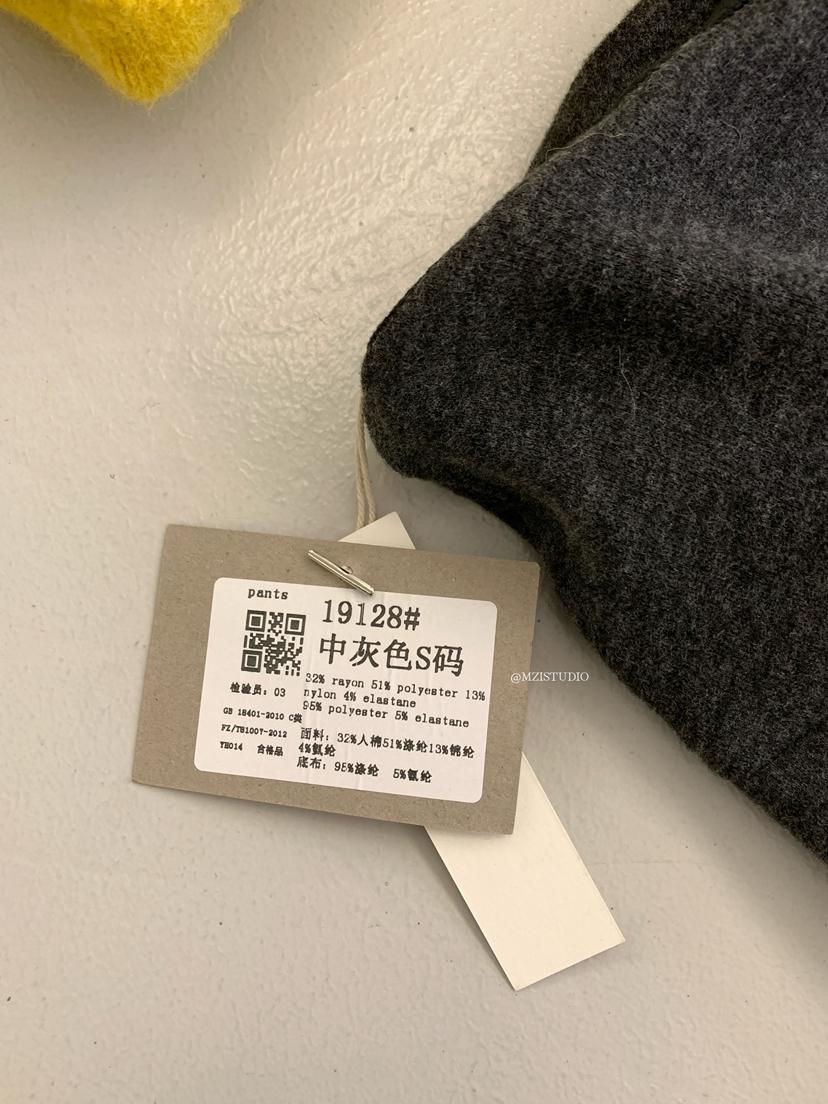 pants
19128#
中灰色S码
32% rayon 51% polyester 13%
nylon 4% elastane
95% polyester 5% elastane
检验员：03
GB 18401-2010 C类
FZ/T81007-2012
YH014 合格品
面料：32%人棉51%涤纶13%锦纶
4%氨纶
底布：95%涤纶 5%氨纶
@MZISTUDIO